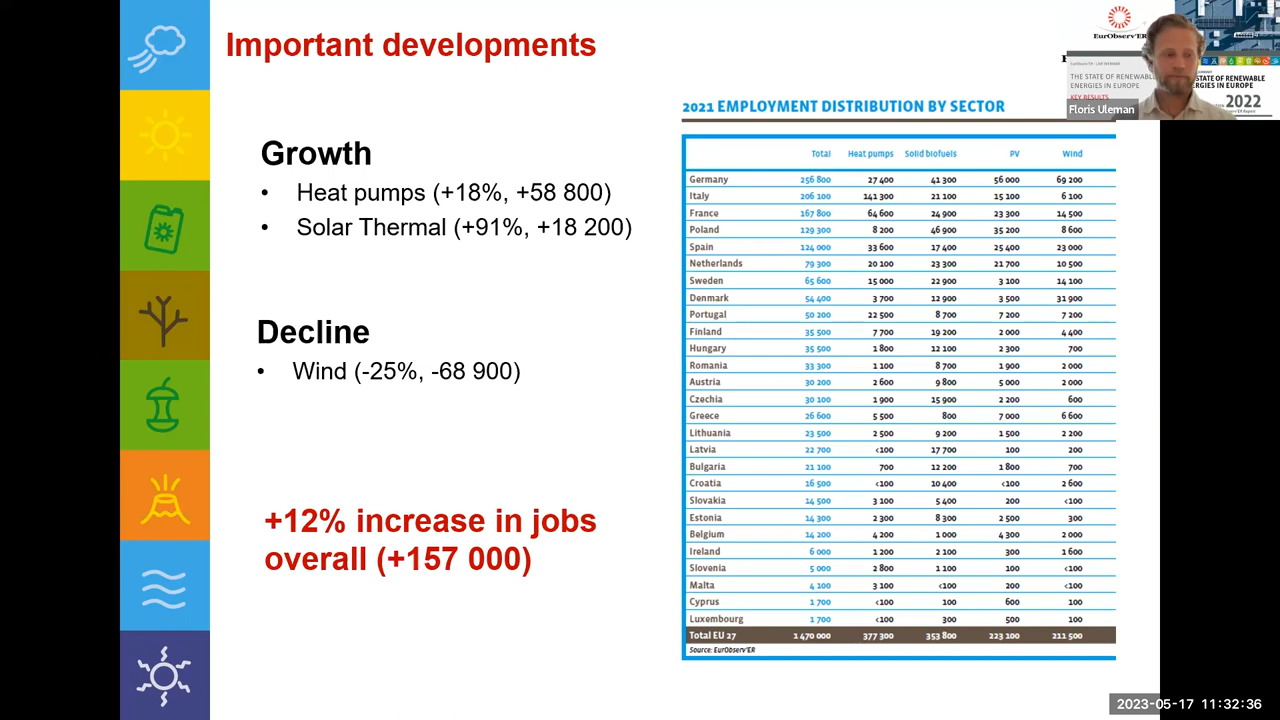 Important developments
Growth
• Heat pumps (+18%, +58 800)
• Solar Thermal (+91%, +18 200)
Decline
• Wind (-25%, -68 900)
+12% increase in jobs
overall (+157 000)
2021 EMPLOYMENT DISTRIBUTION BY SECTOR
Total Heat pumps Solid biofuels PV Wind
Germany 256 800 27 400 41 300 56 000 69 200
Italy 206 100 141 300 21 100 15 100 6 100
France 167 800 64 600 24 900 23 300 14 500
Poland 129 300 8 200 46 900 35 200 8 600
Spain 124 000 33 600 17 400 25 400 23 000
Netherlands 79 300 20 100 23 300 21 700 10 500
Sweden 65 600 15 000 22 900 3 100 14 100
Denmark 54 400 3 700 12 900 3 500 31 900
Portugal 50 200 22 500 8 700 7 200 7 200
Finland 35 500 7 700 19 200 2 000 4 400
Hungary 35 500 1 800 12 100 2 300 700
Romania 33 300 1 100 8 700 1 900 2 000
Austria 30 200 2 600 9 800 5 000 2 000
Czechia 30 100 1 900 15 900 2 200 600
Greece 26 600 5 500 800 7 000 6 600
Lithuania 23 500 2 500 9 200 1 500 2 200
Latvia 22 700 <100 17 700 100 200
Bulgaria 21 100 700 12 200 1 800 700
Croatia 16 500 <100 10 400 <100 2 600
Slovakia 14 500 3 100 5 400 200 <100
Estonia 14 300 2 300 8 300 2 500 300
Belgium 14 200 4 200 1 000 4 300 2 000
Ireland 6 000 1 200 2 100 300 1 600
Slovenia 5 000 2 800 1 100 100 <100
Malta 4 100 3 100 <100 200 <100
Cyprus 1 700 <100 100 600 100
Luxembourg 1 700 <100 300 500 100
Total EU 27 1 470 000 377 300 353 800 223 100 211 500
Source: EurObserv'ER
EurObserv'ER
THE STATE OF RENEWABLE
ENERGIES IN EUROPE
KEY RESULTS
STATE OF RENEWABLE
ENERGIES IN EUROPE
2022
Floris Uleman
2023-05-17 11:32:36